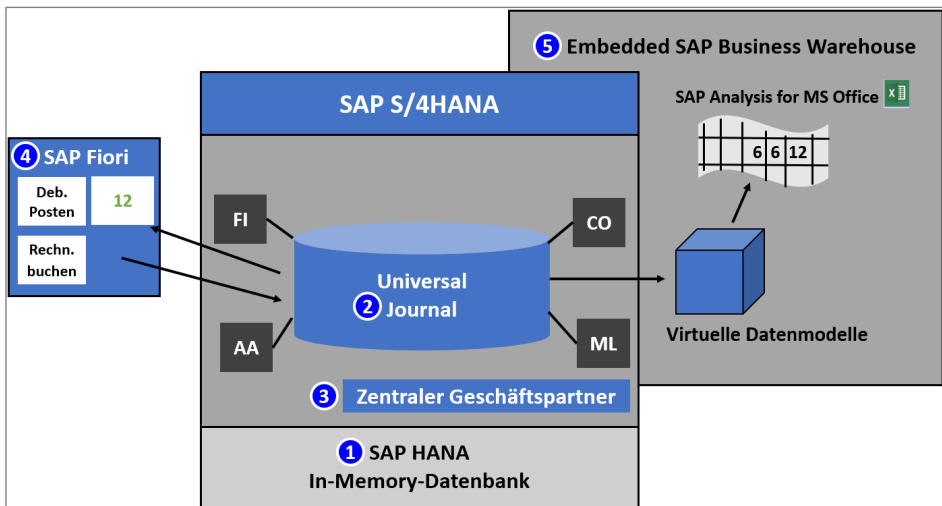 5 Embedded SAP Business Warehouse
SAP Analysis for MS Office X
6 6 12
Virtuelle Datenmodelle
SAP S/4HANA
4 SAP Fiori
Deb.
Posten
12
Rechn.
buchen
FI
CO
Universal
2 Journal
AA
ML
3 Zentraler Geschäftspartner
1 SAP HANA
In-Memory-Datenbank